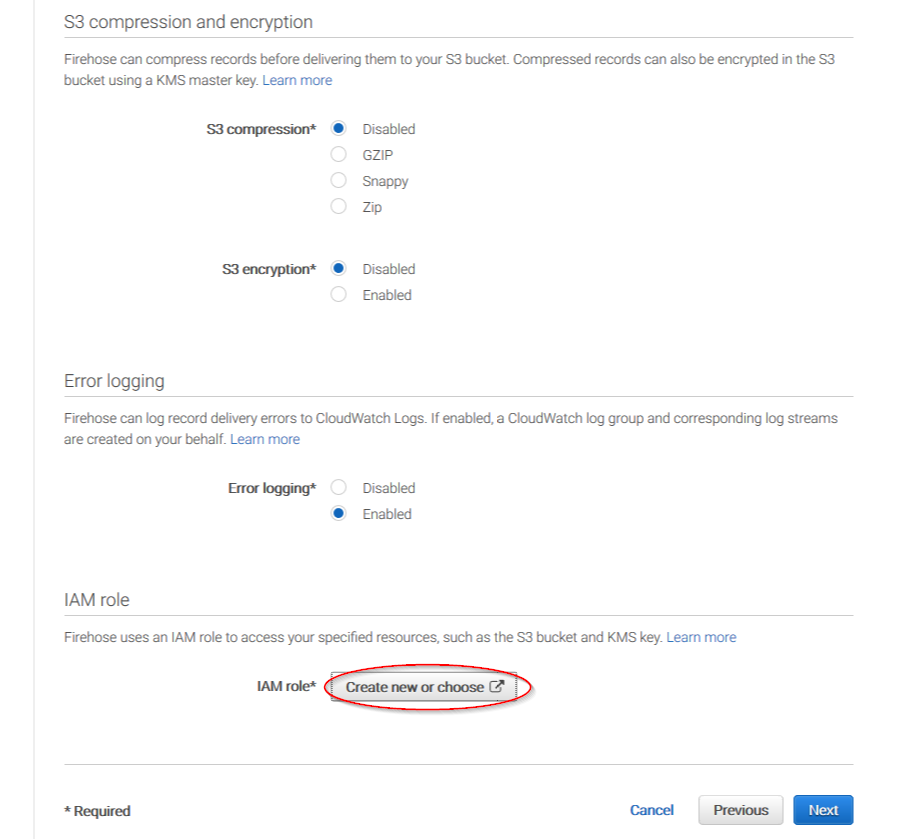 S3 compression and encryption
Firehose can compress records before delivering them to your S3 bucket. Compressed records can also be encrypted in the S3
bucket using a KMS master key. Learn more
S3 compression* Disabled
GZIP
Snappy
Zip
S3 encryption* Disabled
Enabled
Error logging
Firehose can log record delivery errors to CloudWatch Logs. If enabled, a CloudWatch log group and corresponding log streams
are created on your behalf. Learn more
Error logging* Disabled
Enabled
IAM role
Firehose uses an IAM role to access your specified resources, such as the S3 bucket and KMS key. Learn more
IAM role* Create new or choose
* Required Cancel Previous Next